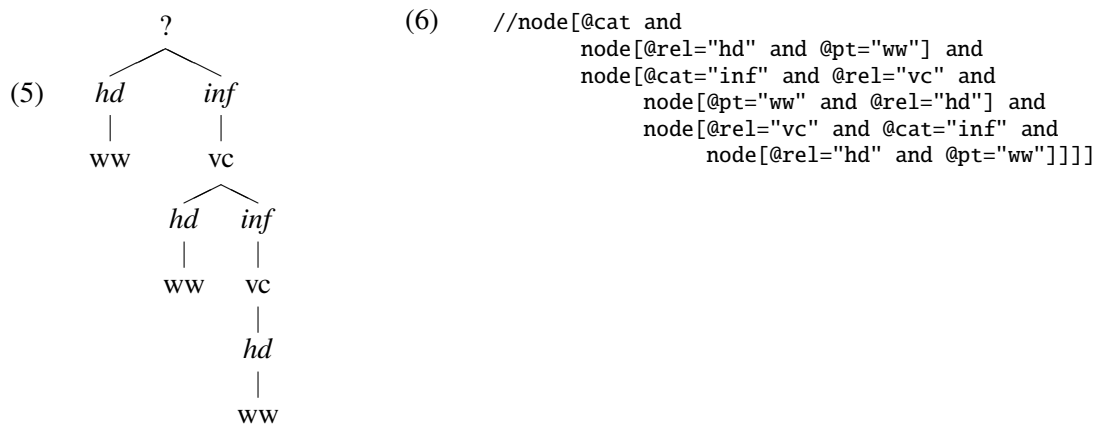 (5)
?
hd inf
ww vc
hd inf
ww vc
hd
ww
(6) //node[@cat and
node[@rel="hd" and @pt="ww"] and
node[@cat="inf" and @rel="vc" and
node[@pt="ww" and @rel="hd"] and
node[@rel="vc" and @cat="inf" and
node[@rel="hd" and @pt="ww"]]]]